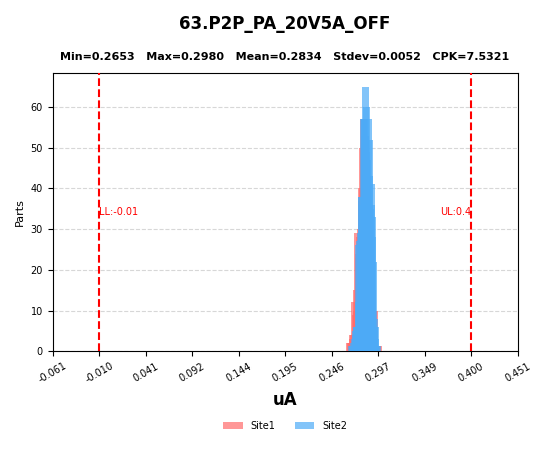 63.P2P_PA_20V5A_OFF
Min=0.2653 Max=0.2980 Mean=0.2834 Stdev=0.0052 CPK=7.5321
60
50
40
30
20
10
0
Parts
LL:-0.01
UL:0.4
-0.061 -0.010 0.041 0.092 0.144 0.195 0.246 0.297 0.349 0.400 0.451
uA
Site1 Site2